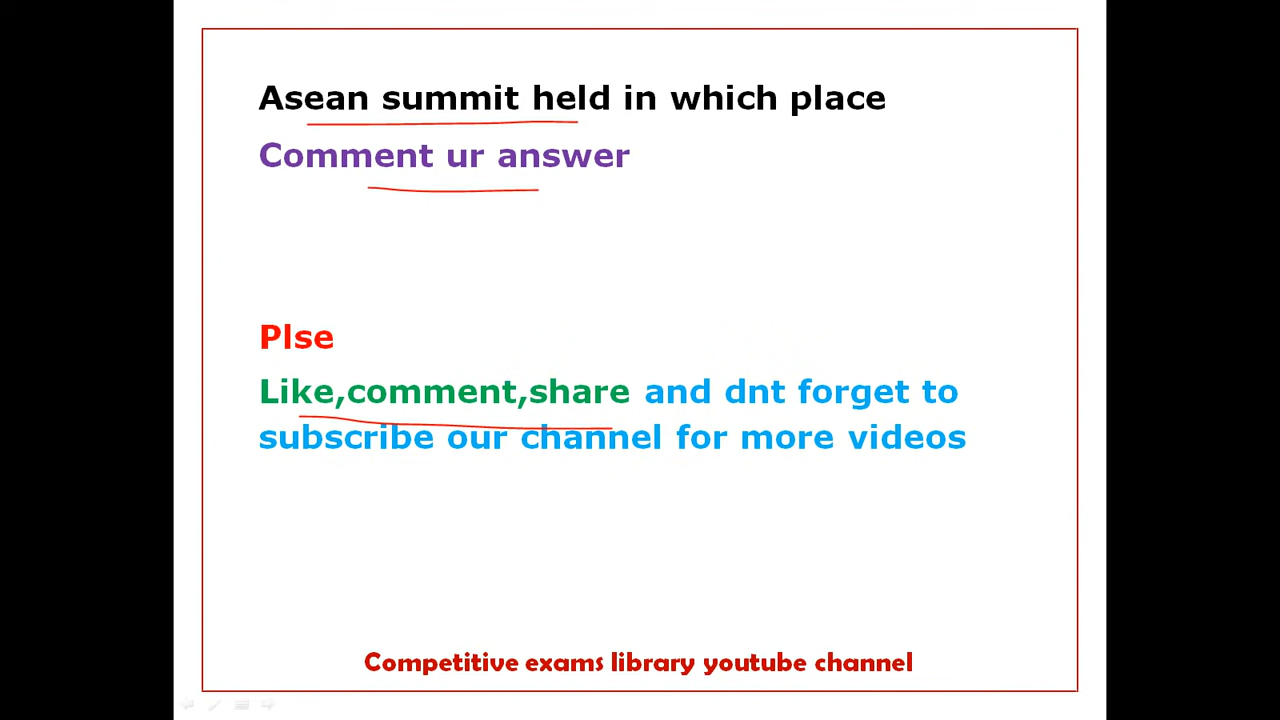 Asean summit held in which place
Comment ur answer
Plse
Like,comment,share and dnt forget to
subscribe our channel for more videos
Competitive exams library youtube channel